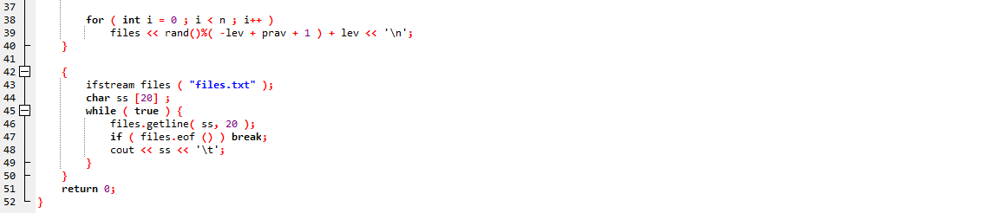 37
38 for ( int i = 0 ; i < n ; i++ )
39 files << rand()%( -lev + prav + 1 ) + lev << '\n';
40 }
41
42 {
43 ifstream files ( "files.txt" );
44 char ss [20] ;
45 while ( true ) {
46 files.getline( ss, 20 );
47 if ( files.eof () ) break;
48 cout << ss << '\t';
49 }
50 }
51 return 0;
52 }